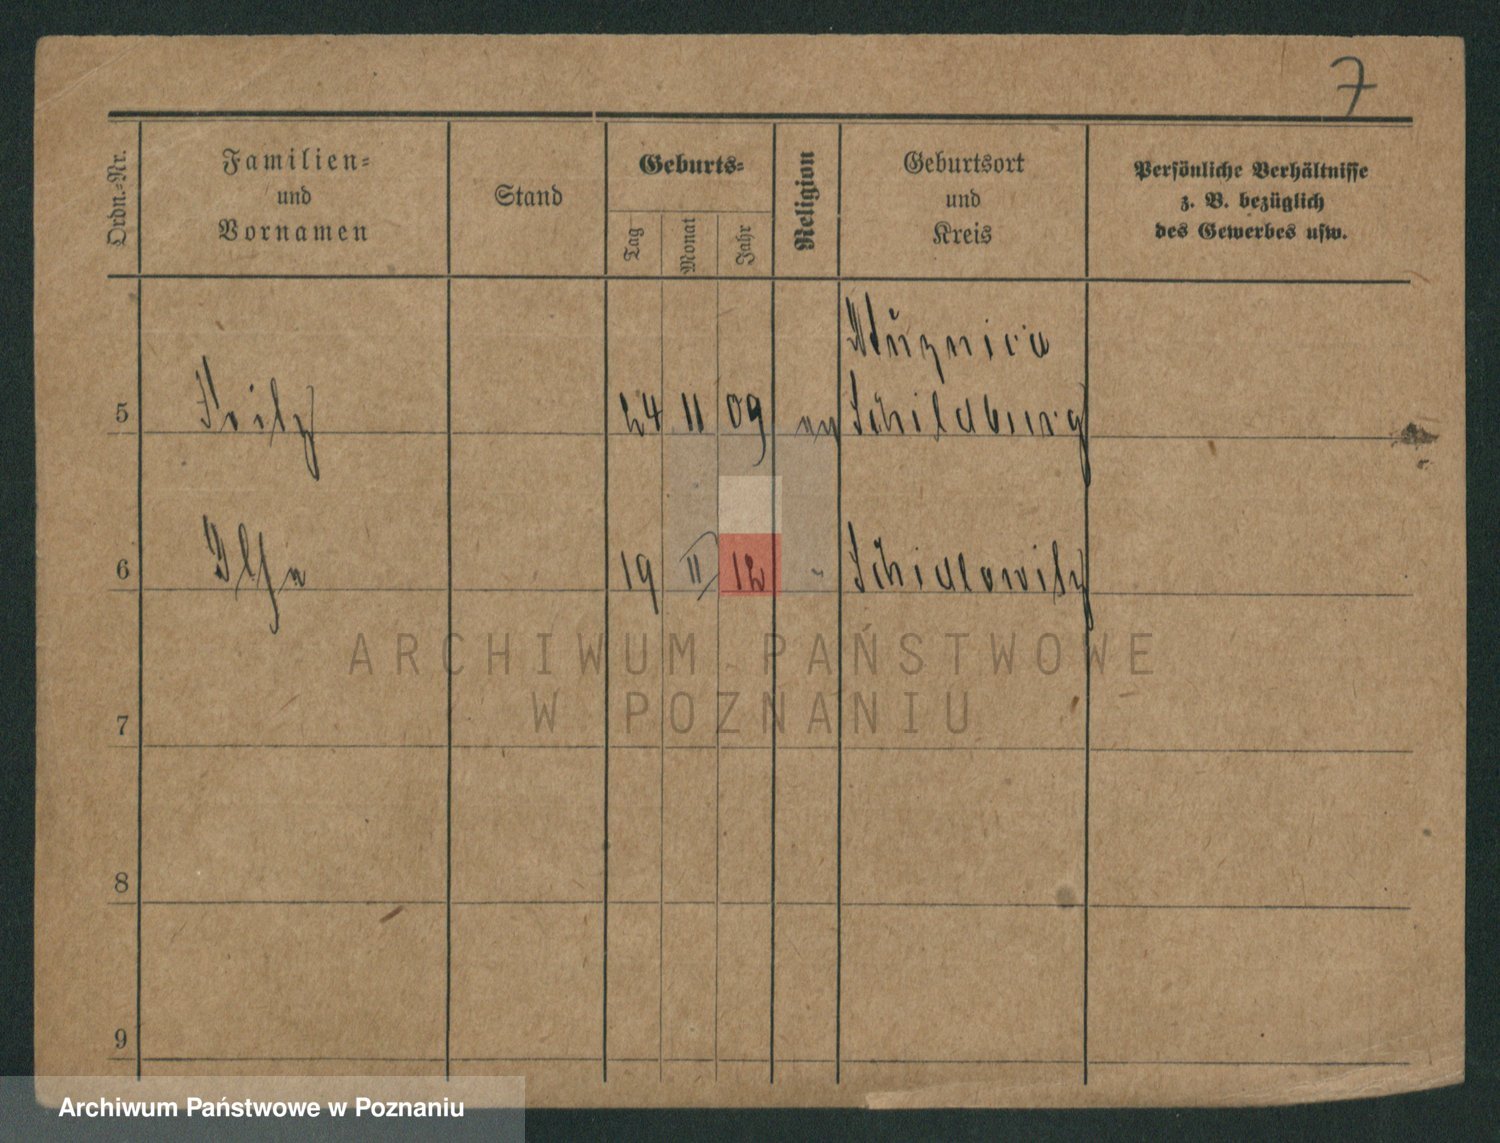 7
Ordn.=Nr.
Familien=
und
Vornamen
Stand
Geburts=
Tag
Monat
Jahr
Religion
Geburtsort
und
Kreis
Persönliche Verhältnisse
z. B. bezüglich
des Gewerbes usw.
5 Fritz 24 11 09 Schildberg
6 Ilse 19 II 12 "
7
8
9
ARCHIWUM PAŃSTWOWE
W POZNANIU
Archiwum Państwowe w Poznaniu